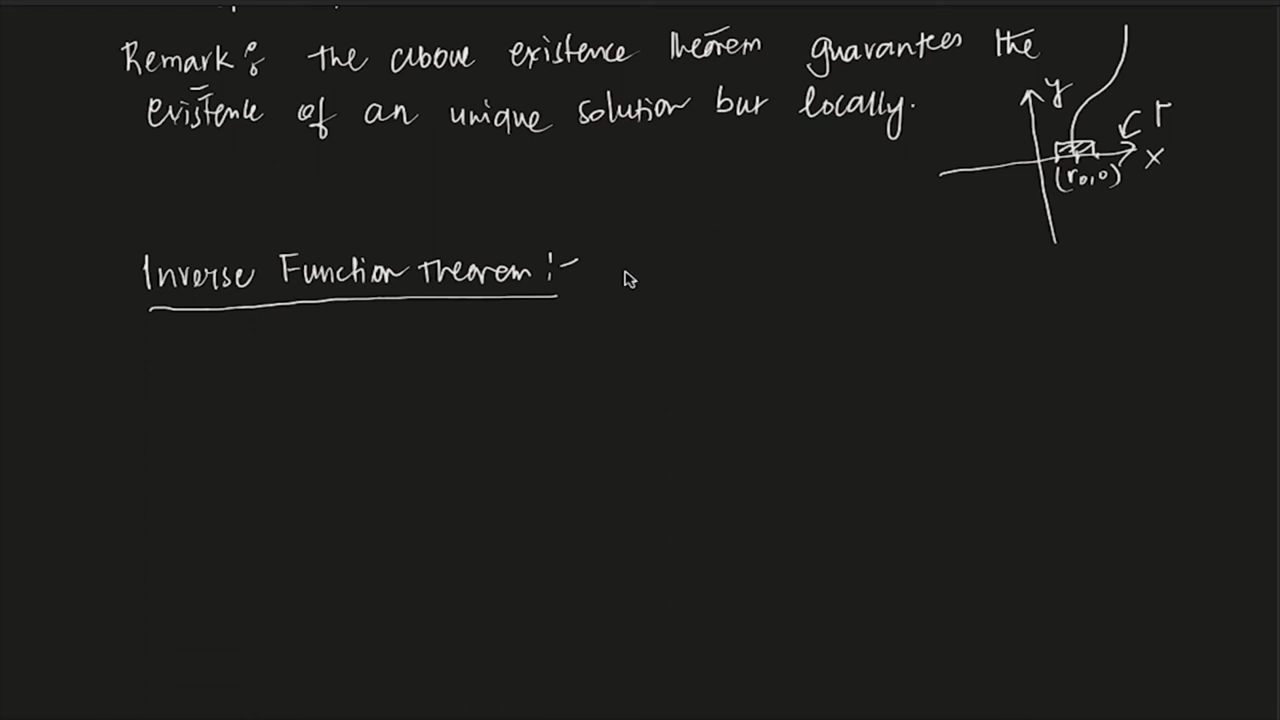 Remark: the above existence theorem guarantees the
existence of an unique solution but locally.
y
Γ
x
(r₀,0)
Inverse Function theorem :-